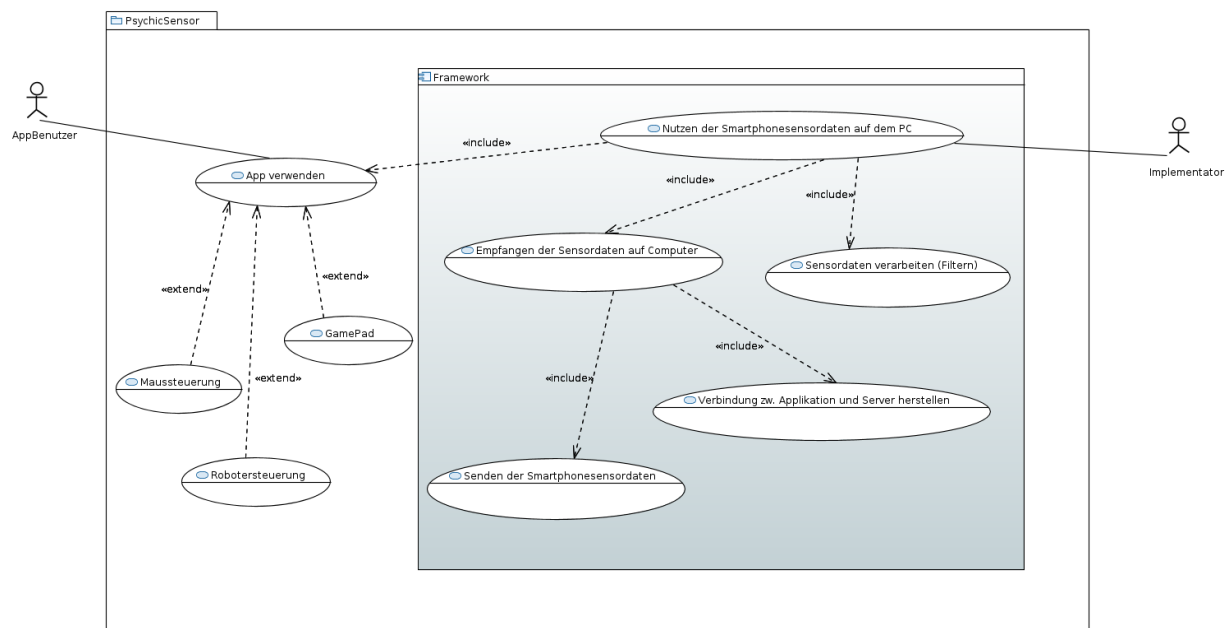 PsychicSensor
Framework
AppBenutzer
Nutzen der Smartphonesensordaten auf dem PC
«include»
Implementator
App verwenden
«include»
«include»
Empfangen der Sensordaten auf Computer
Sensordaten verarbeiten (Filtern)
«extend»
«extend»
GamePad
«include»
Maussteuerung
«extend»
«include»
Verbindung zw. Applikation und Server herstellen
Robotersteuerung
Senden der Smartphonesensordaten